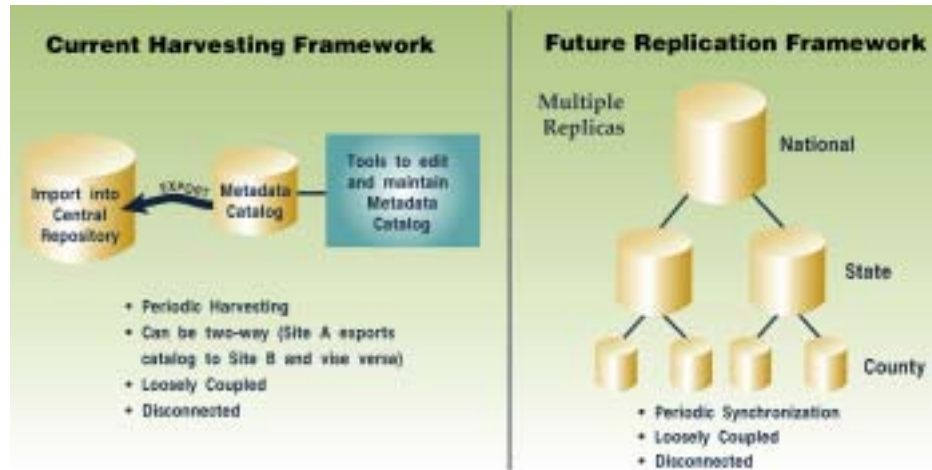 Current Harvesting Framework
Import into
Central
Repository
EXPORT
Metadata
Catalog
Tools to edit
and maintain
Metadata
Catalog
• Periodic Harvesting
• Can be two-way (Site A exports
catalog to Site B and vise versa)
• Loosely Coupled
• Disconnected
Future Replication Framework
Multiple
Replicas
National
State
County
• Periodic Synchronization
• Loosely Coupled
• Disconnected